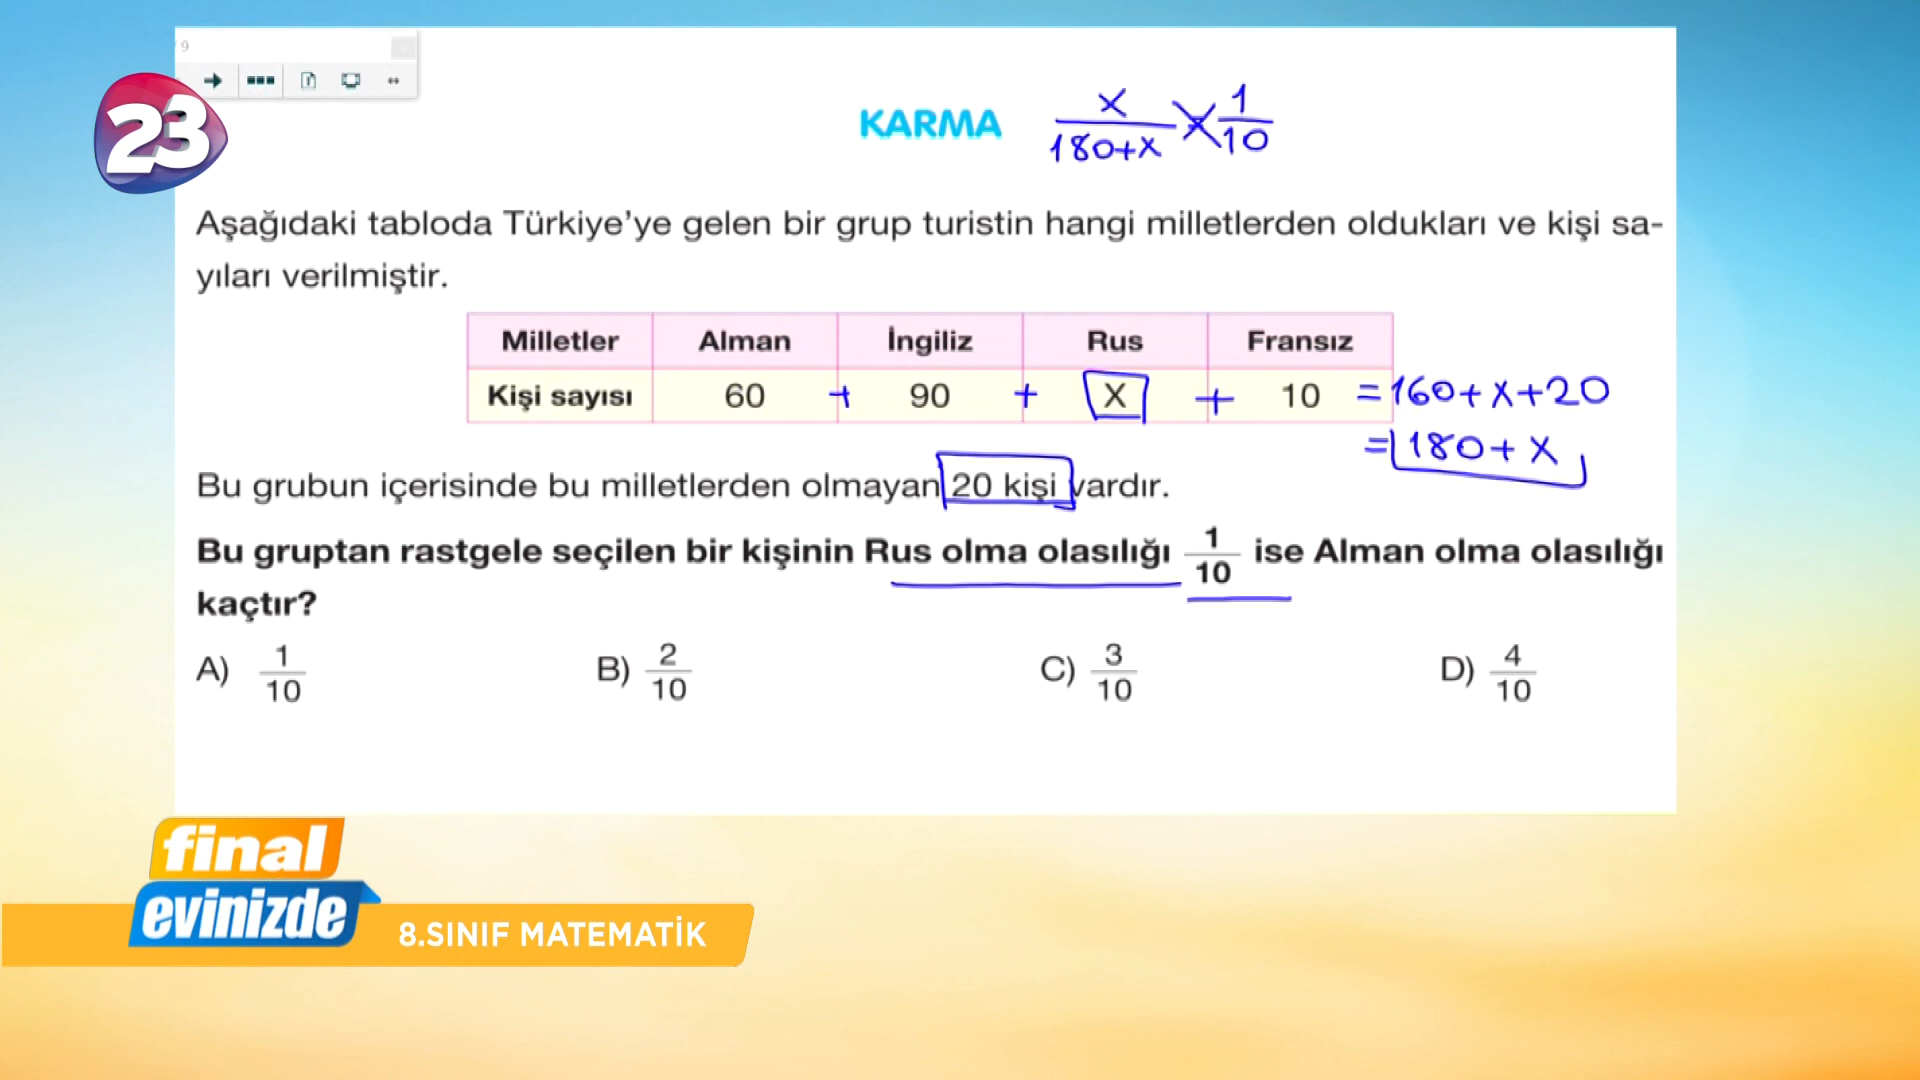 9
23
KARMA
x/(180+x) = 1/10
Aşağıdaki tabloda Türkiye'ye gelen bir grup turistin hangi milletlerden oldukları ve kişi sa-
yıları verilmiştir.
Milletler Alman İngiliz Rus Fransız
Kişi sayısı 60 + 90 + X + 10 =160+x+20
=180+x
Bu grubun içerisinde bu milletlerden olmayan 20 kişi vardır.
Bu gruptan rastgele seçilen bir kişinin Rus olma olasılığı 1/10 ise Alman olma olasılığı
kaçtır?
A) 1/10 B) 2/10 C) 3/10 D) 4/10
final
evinizde
8.SINIF MATEMATİK